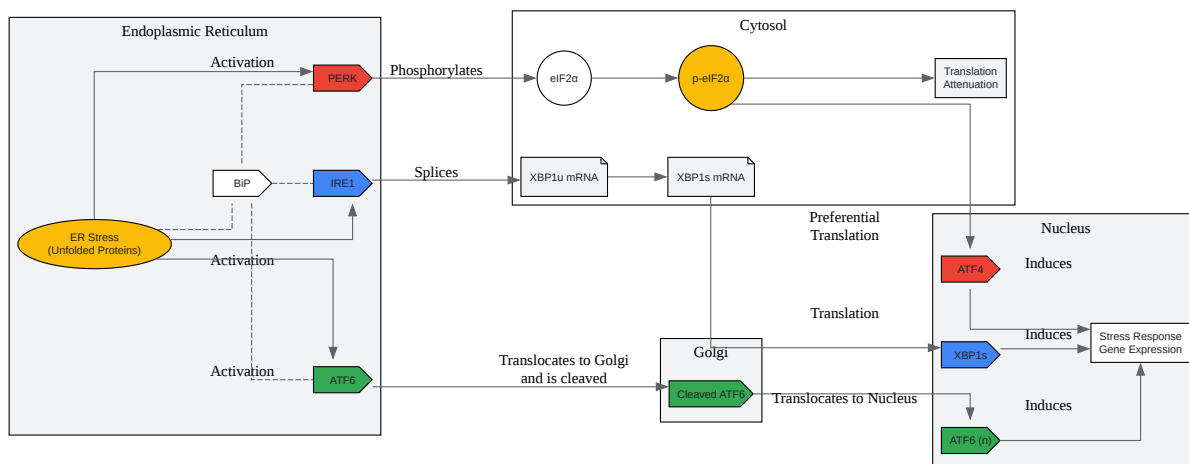 Endoplasmic Reticulum
Cytosol
Activation
PERK
Phosphorylates
eIF2α
p-eIF2α
Translation
Attenuation
BiP
IRE1
Splices
XBP1u mRNA
XBP1s mRNA
ER Stress
(Unfolded Proteins)
Activation
Preferential
Translation
Nucleus
ATF4
Induces
Translation
Induces
Stress Response
Gene Expression
XBP1s
Activation
ATF6
Translocates to Golgi
and is cleaved
Golgi
Cleaved ATF6
Translocates to Nucleus
Induces
ATF6 (n)